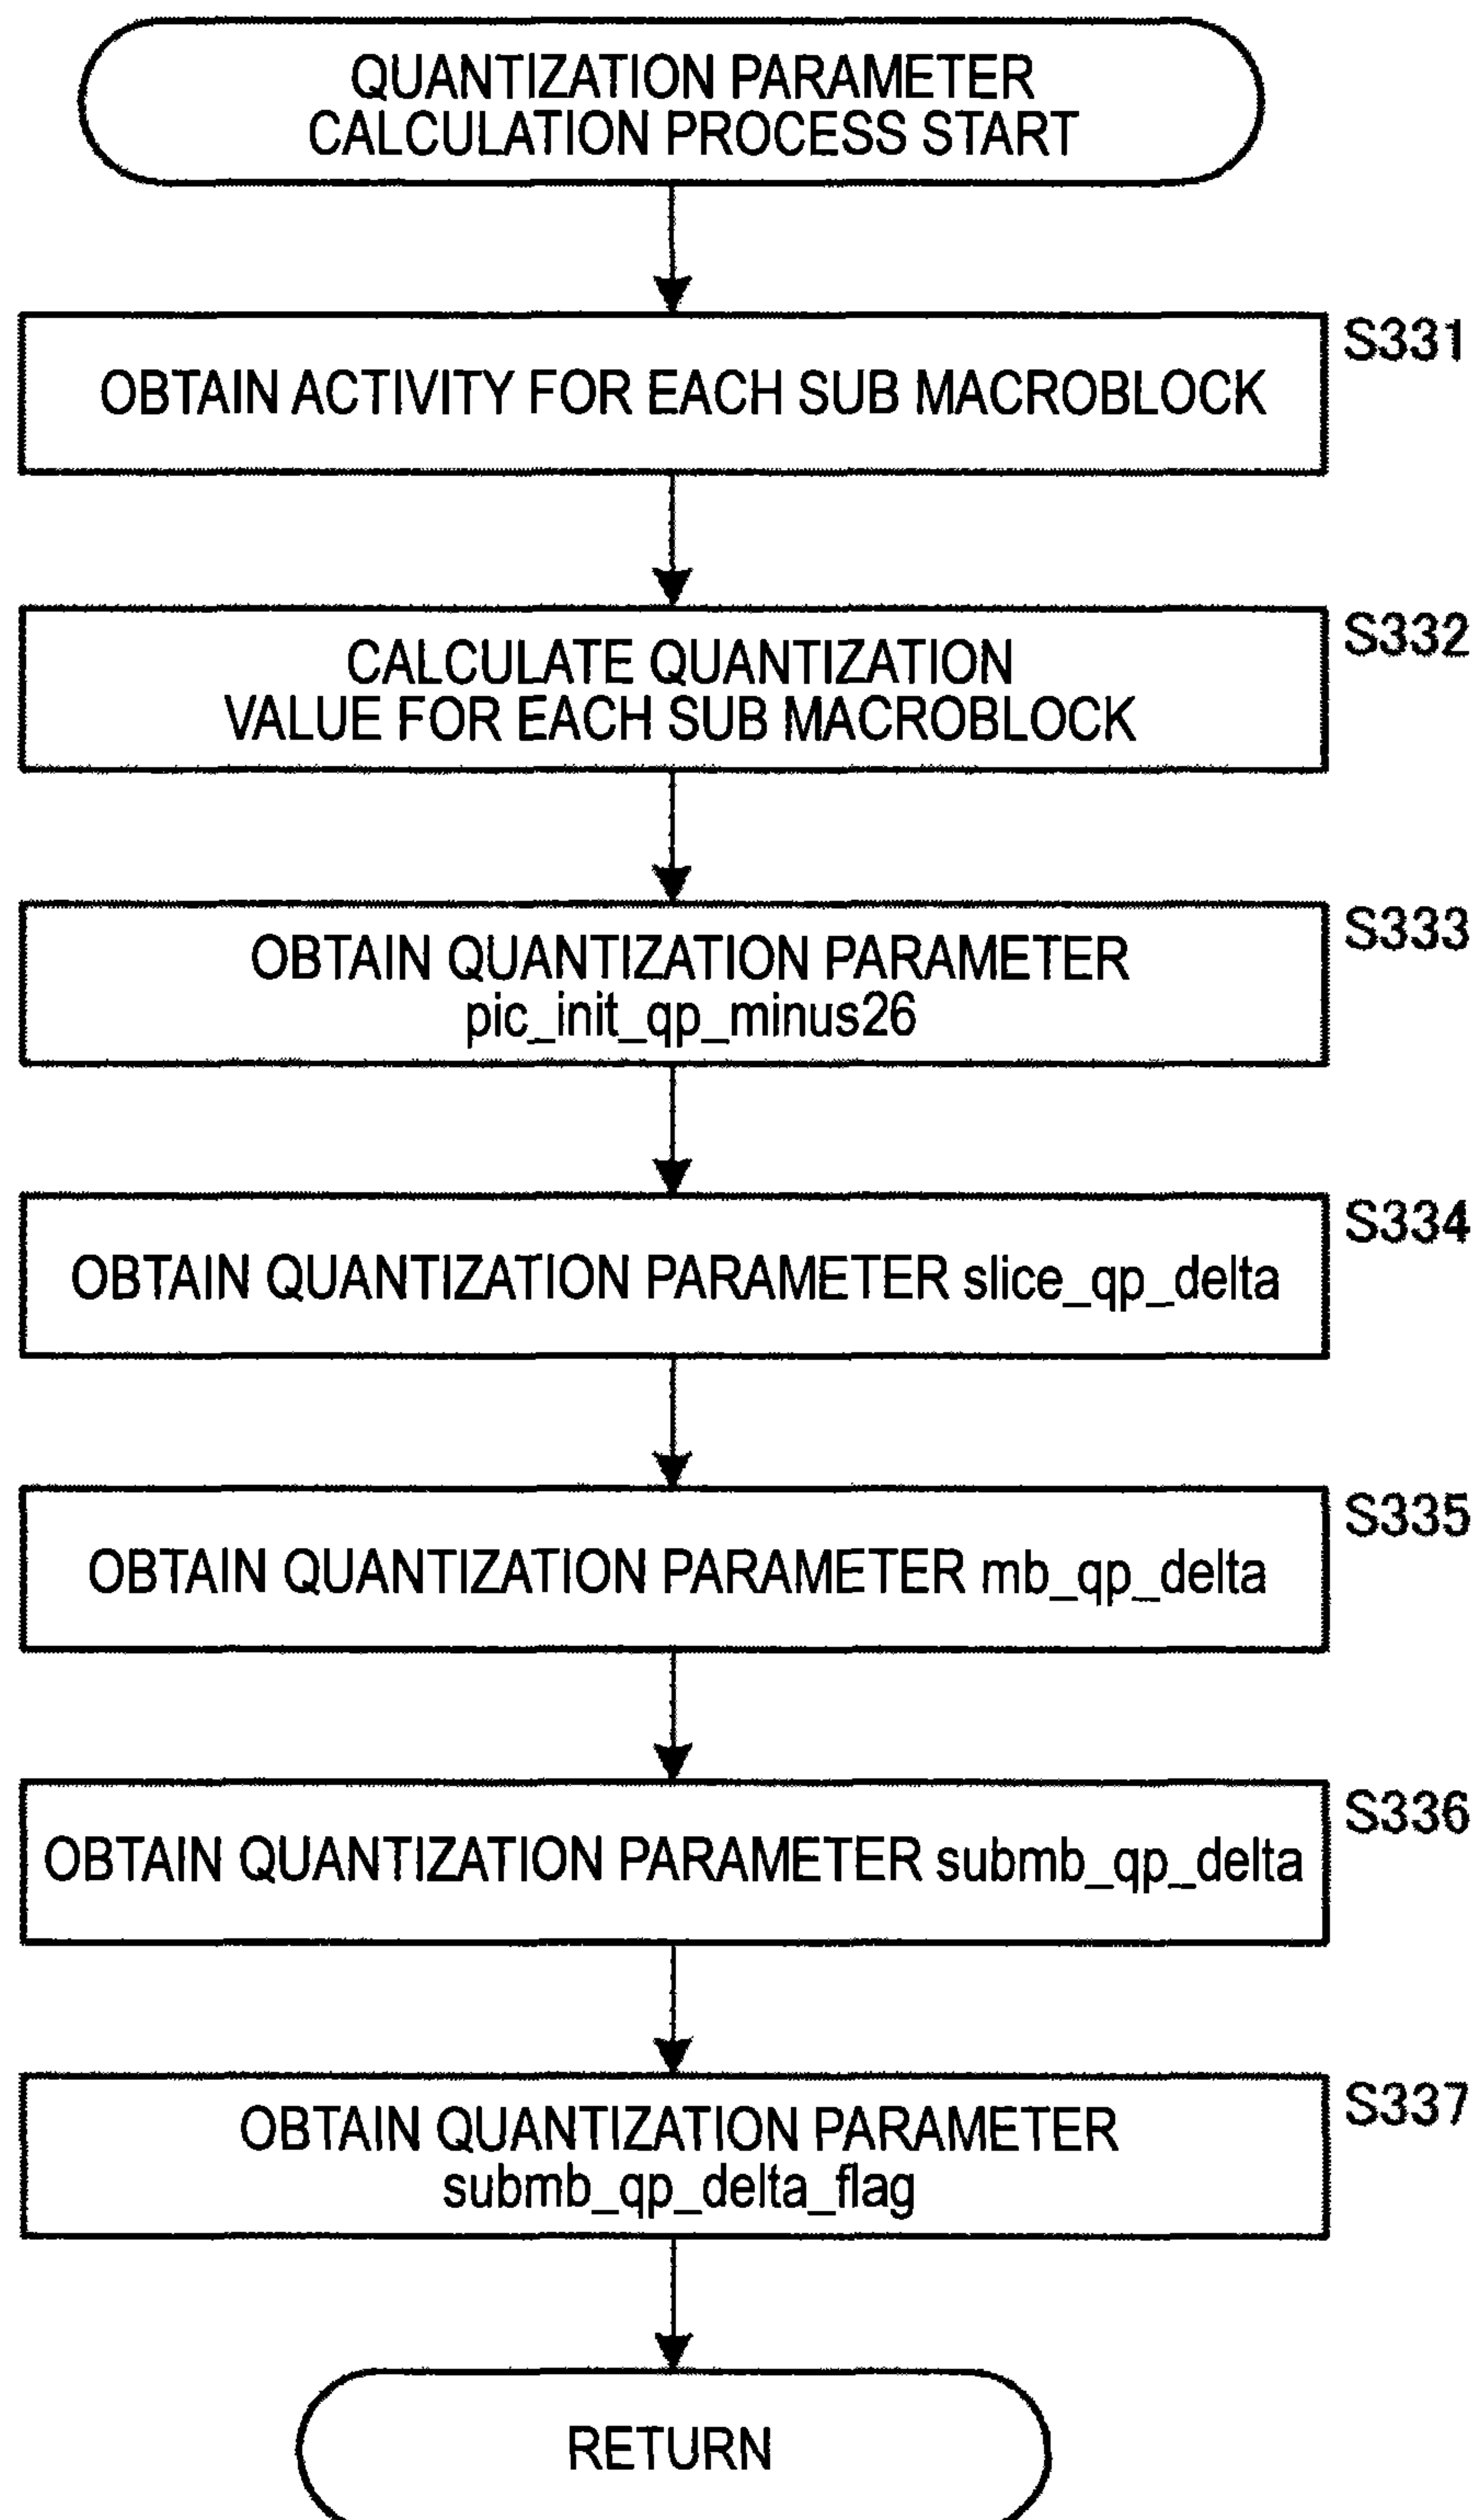 QUANTIZATION PARAMETER
CALCULATION PROCESS START
S331
OBTAIN ACTIVITY FOR EACH SUB MACROBLOCK
S332
CALCULATE QUANTIZATION
VALUE FOR EACH SUB MACROBLOCK
S333
OBTAIN QUANTIZATION PARAMETER
pic_init_qp_minus26
S334
OBTAIN QUANTIZATION PARAMETER slice_qp_delta
S335
OBTAIN QUANTIZATION PARAMETER mb_qp_delta
S336
OBTAIN QUANTIZATION PARAMETER submb_qp_delta
S337
OBTAIN QUANTIZATION PARAMETER
submb_qp_delta_flag
RETURN